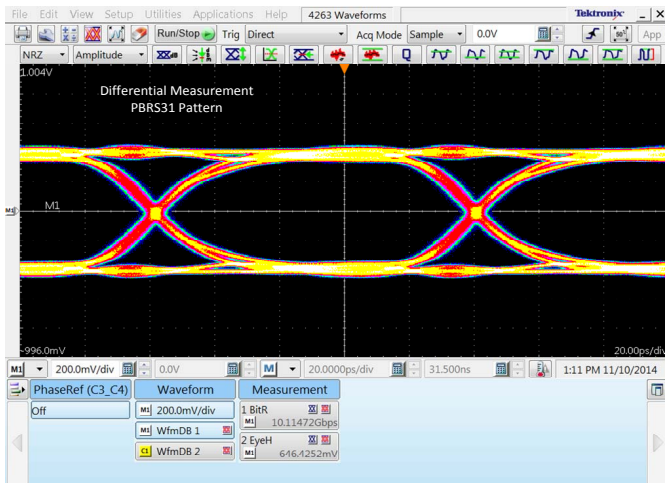 File Edit View Setup Utilities Applications Help 4263 Waveforms Tektronix
Run/Stop Trig Direct Acq Mode Sample 0.0V 50% App
NRZ Amplitude
1.004V
Differential Measurement
PBRS31 Pattern
M1 M1
-996.0mV 20.00ps/div
M1 200.0mV/div 0.0V M 20.0000ps/div 31.500ns 1:11 PM 11/10/2014
PhaseRef (C3_C4) Waveform Measurement
Off M1 200.0mV/div 1 BitR
M1 10.11472Gbps
M1 WfmDB 1
2 EyeH
C1 WfmDB 2 M1 646.4252mV